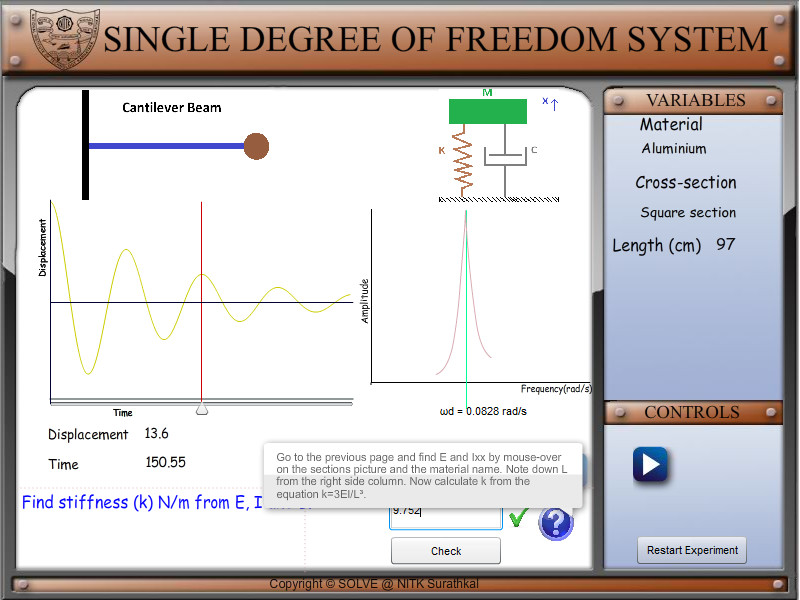 SINGLE DEGREE OF FREEDOM SYSTEM
Cantilever Beam
M
X
K
C
Displacement
Time
Amplitude
Frequency(rad/s)
ωd = 0.0828 rad/s
Displacement 13.6
Time 150.55
Go to the previous page and find E and Ixx by mouse-over
on the sections picture and the material name. Note down L
from the right side column. Now calculate k from the
equation k=3EI/L³.
Find stiffness (k) N/m from E, I
9.752
?
Check
VARIABLES
Material
Aluminium
Cross-section
Square section
Length (cm) 97
CONTROLS
Restart Experiment
Copyright © SOLVE @ NITK Surathkal